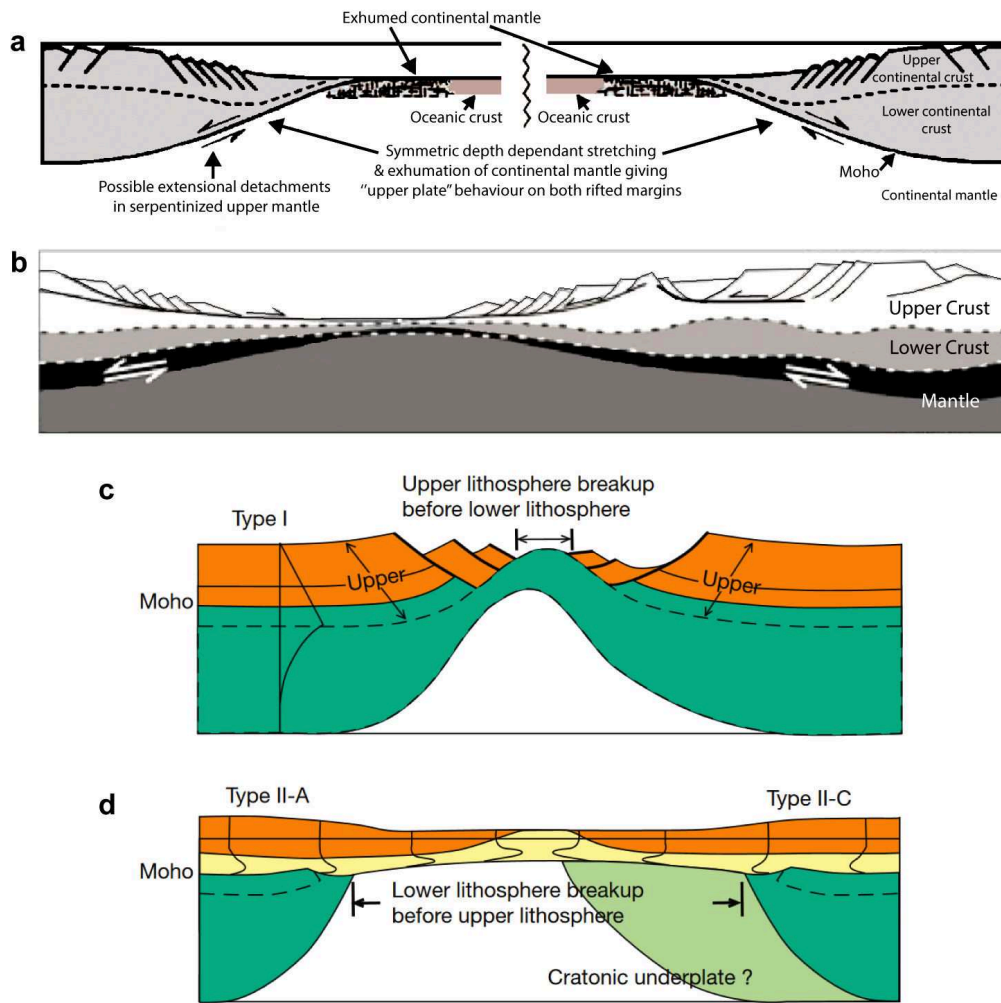 a
Exhumed continental mantle
Upper
continental crust
Lower continental
crust
Oceanic crust
Oceanic crust
Symmetric depth dependant stretching
& exhumation of continental mantle giving
"upper plate" behaviour on both rifted margins
Possible extensional detachments
in serpentinized upper mantle
Moho
Continental mantle
b
Upper Crust
Lower Crust
Mantle
c
Upper lithosphere breakup
before lower lithosphere
Type I
Upper
Upper
Moho
d
Type II-A
Type II-C
Moho
Lower lithosphere breakup
before upper lithosphere
Cratonic underplate ?